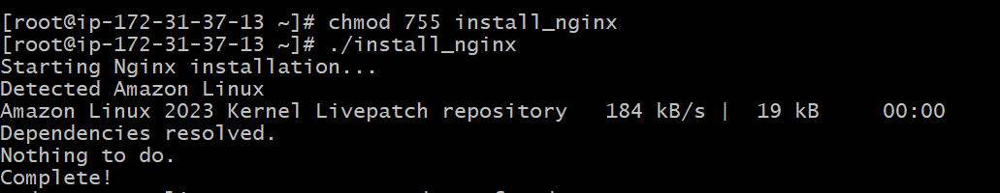 [root@ip-172-31-37-13 ~]# chmod 755 install_nginx
[root@ip-172-31-37-13 ~]# ./install_nginx
Starting Nginx installation...
Detected Amazon Linux
Amazon Linux 2023 Kernel Livepatch repository   184 kB/s |  19 kB     00:00
Dependencies resolved.
Nothing to do.
Complete!